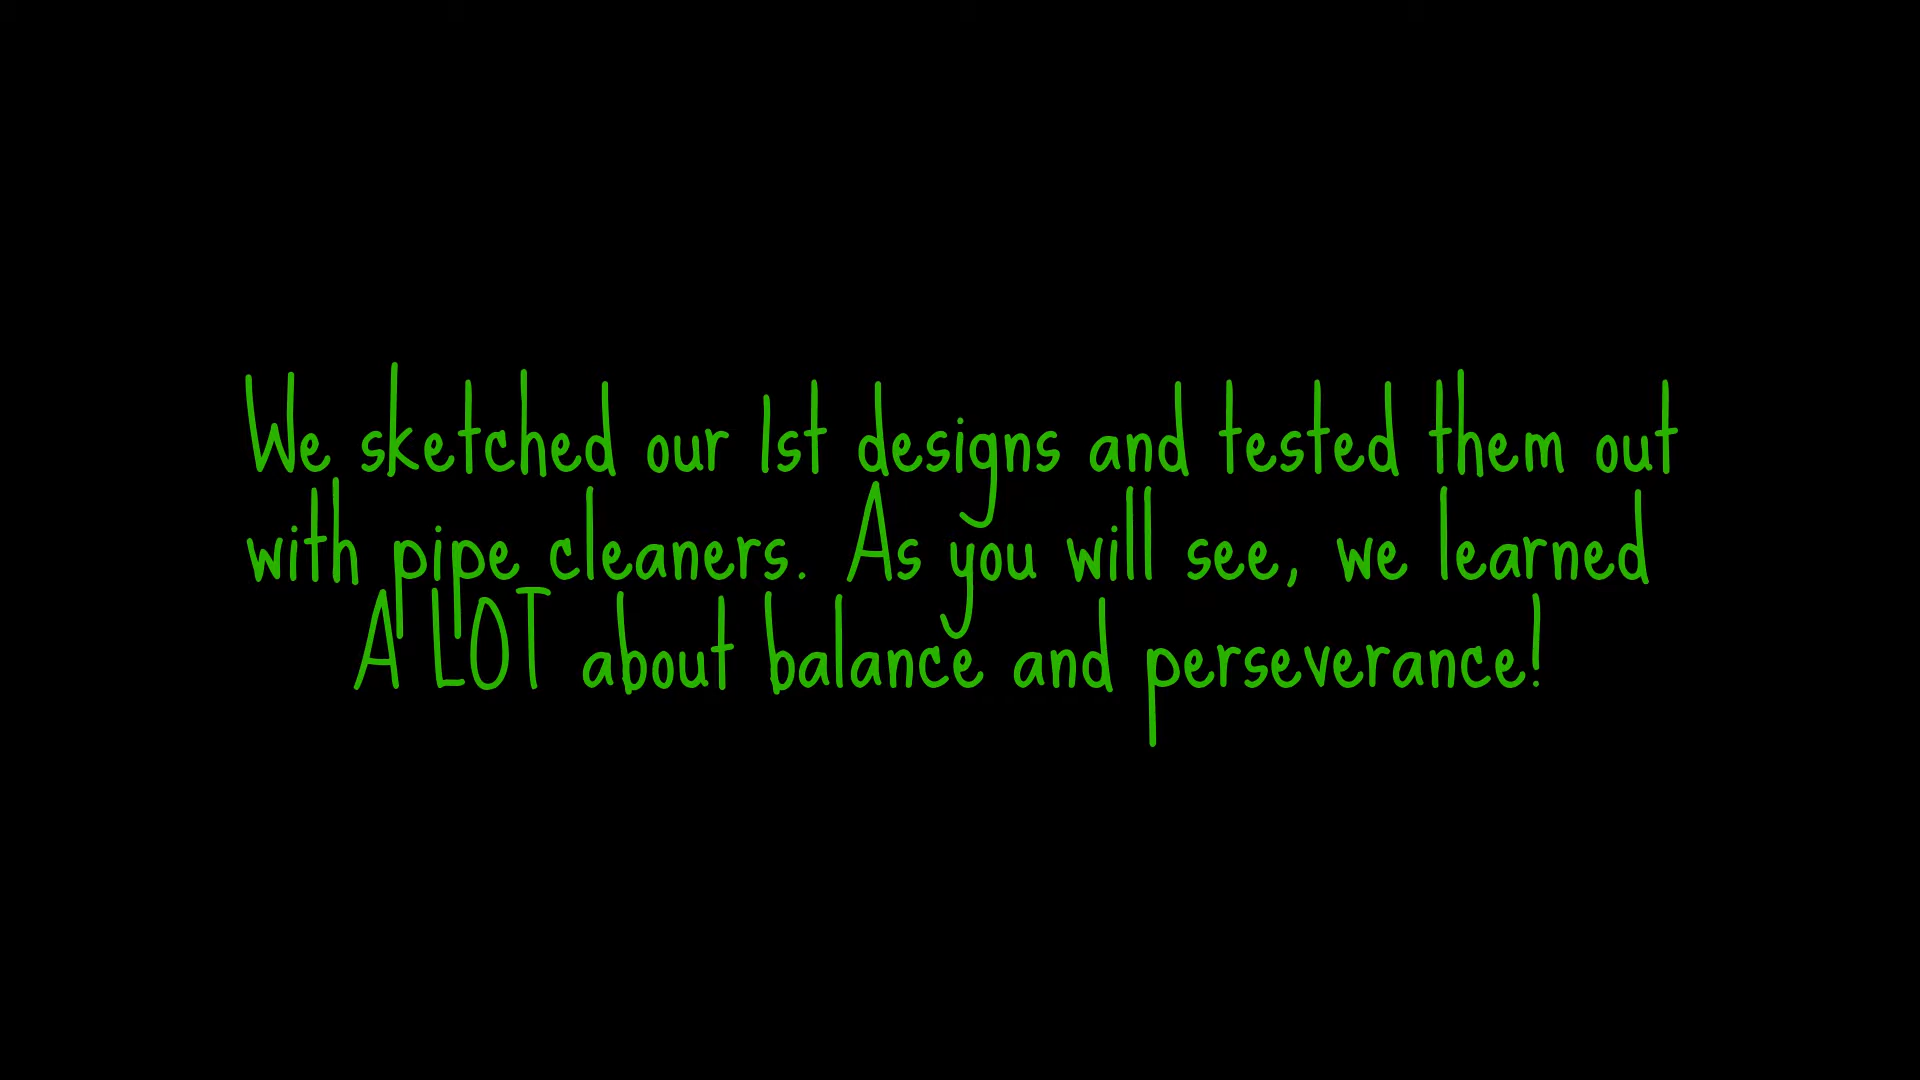 We sketched our 1st designs and tested them out
with pipe cleaners. As you will see, we learned
A LOT about balance and perseverance!